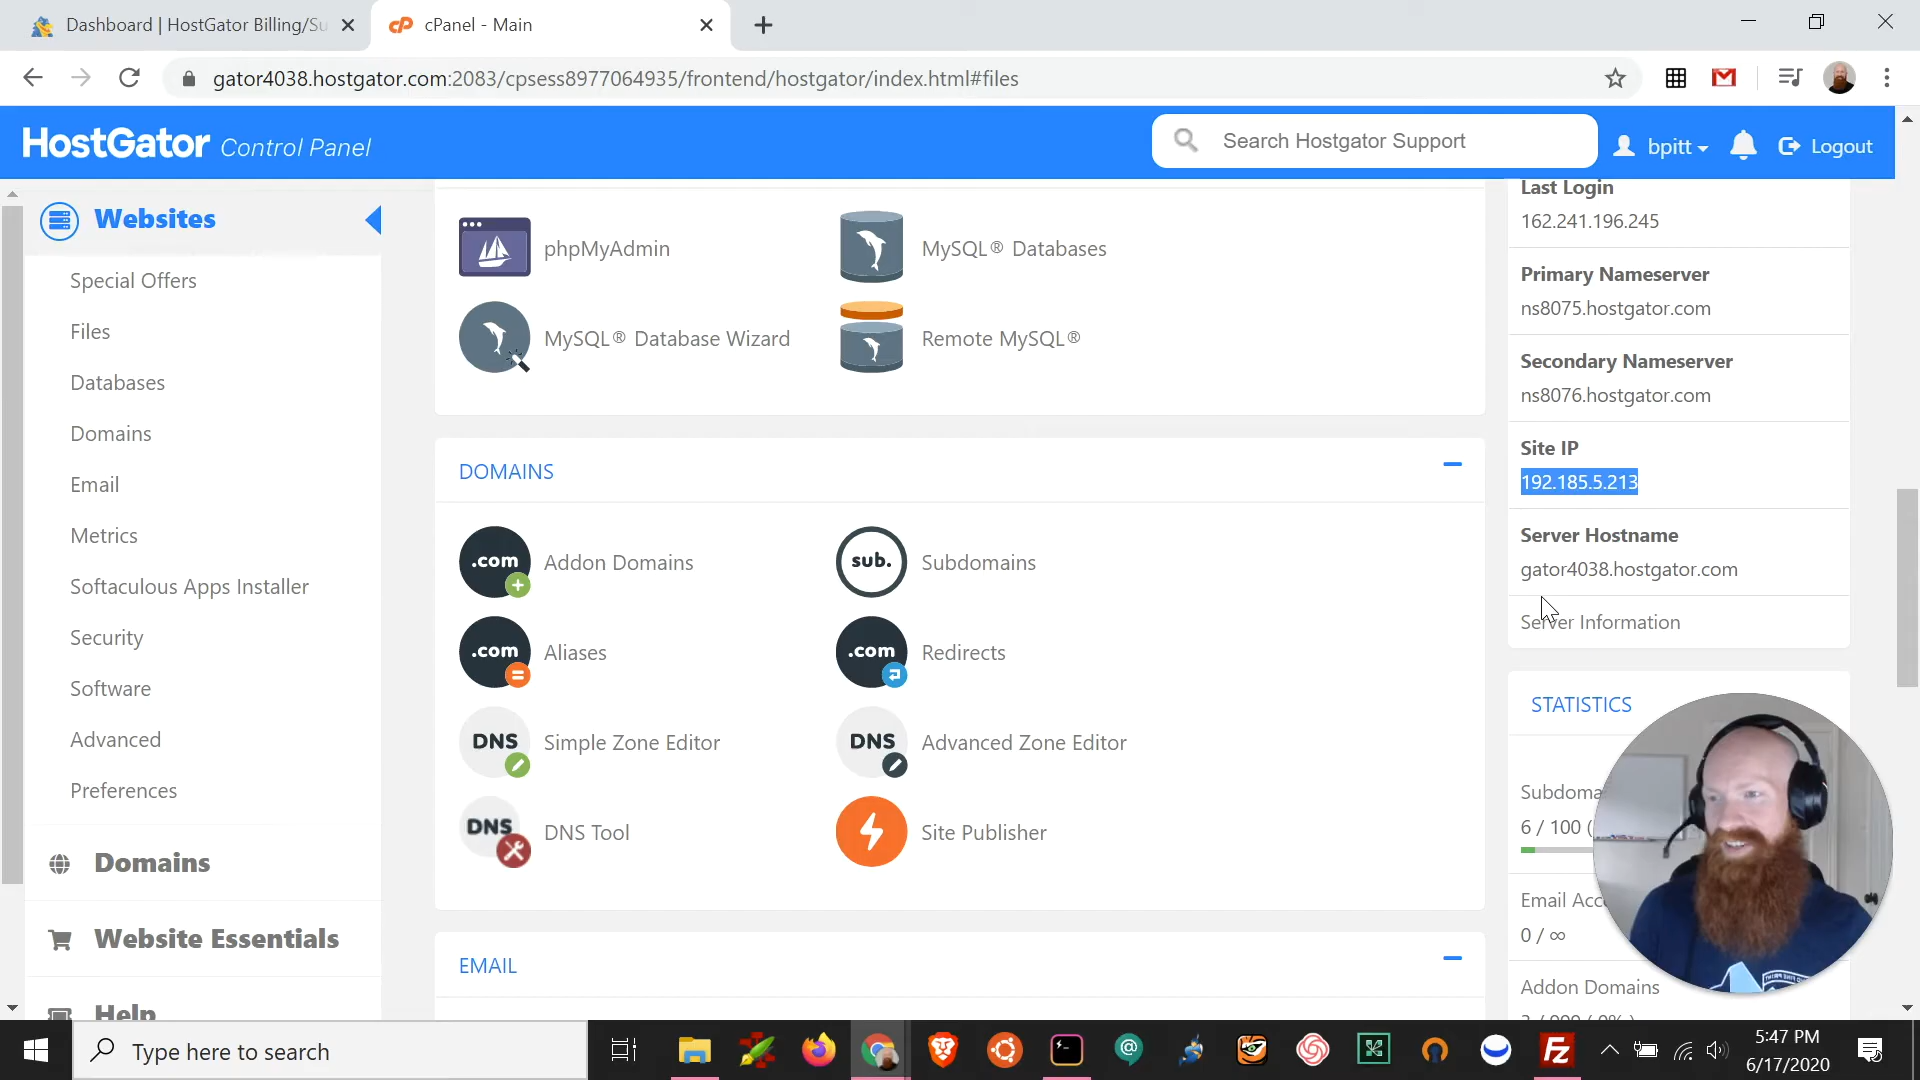 Dashboard | HostGator Billing/Su
cPanel - Main
gator4038.hostgator.com:2083/cpsess8977064935/frontend/hostgator/index.html#files
HostGator Control Panel
Search Hostgator Support
bpitt
Logout
Websites
Special Offers
Files
Databases
Domains
Email
Metrics
Softaculous Apps Installer
Security
Software
Advanced
Preferences
Domains
Website Essentials
Help
phpMyAdmin
MySQL® Databases
MySQL® Database Wizard
Remote MySQL®
DOMAINS
.com Addon Domains
sub. Subdomains
.com Aliases
.com Redirects
DNS Simple Zone Editor
DNS Advanced Zone Editor
DNS DNS Tool
Site Publisher
EMAIL
Last Login
162.241.196.245
Primary Nameserver
ns8075.hostgator.com
Secondary Nameserver
ns8076.hostgator.com
Site IP
192.185.5.213
Server Hostname
gator4038.hostgator.com
Server Information
STATISTICS
Subdoma
6 / 100 (
Email Acc
0 / ∞
Addon Domains
Type here to search
5:47 PM
6/17/2020